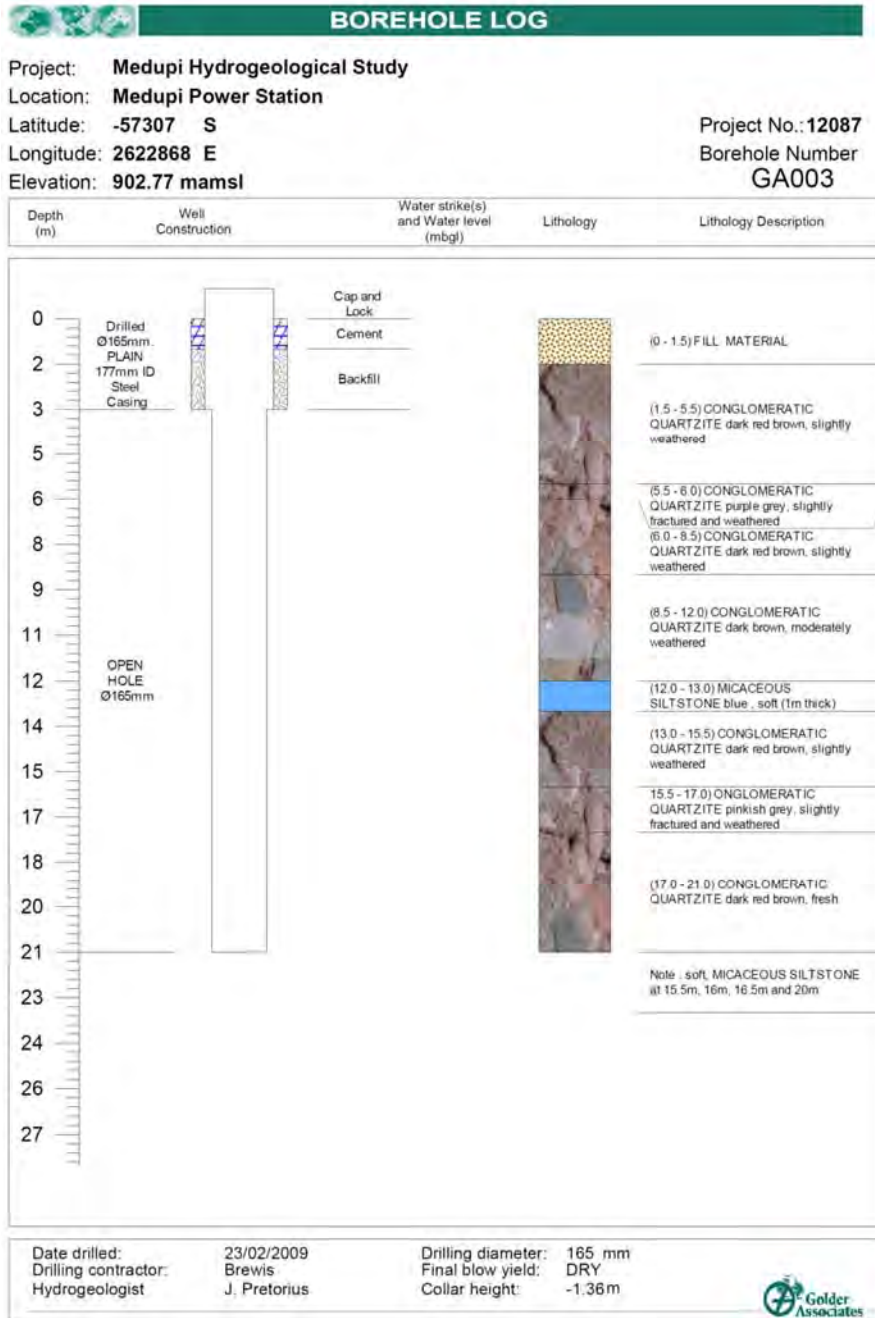 BOREHOLE LOG
Project: Medupi Hydrogeological Study
Location: Medupi Power Station
Latitude: -57307 S
Longitude: 2622868 E
Elevation: 902.77 mamsl
Project No.: 12087
Borehole Number
GA003
Depth
(m)
Well
Construction
Water strike(s)
and Water level
(mbgl)
Lithology
Lithology Description
0
2
3
5
6
8
9
11
12
14
15
17
18
20
21
23
24
26
27
Drilled
Ø165mm.
PLAIN
177mm ID
Steel
Casing
OPEN
HOLE
Ø165mm
Cap and
Lock
Cement
Backfill
(0 - 1.5) FILL MATERIAL
(1.5 - 5.5) CONGLOMERATIC
QUARTZITE dark red brown, slightly
weathered
(5.5 - 6.0) CONGLOMERATIC
QUARTZITE purple grey, slightly
fractured and weathered
(6.0 - 8.5) CONGLOMERATIC
QUARTZITE dark red brown, slightly
weathered
(8.5 - 12.0) CONGLOMERATIC
QUARTZITE dark brown, moderately
weathered
(12.0 - 13.0) MICACEOUS
SILTSTONE blue , soft (1m thick)
(13.0 - 15.5) CONGLOMERATIC
QUARTZITE dark red brown, slightly
weathered
15.5 - 17.0) ONGLOMERATIC
QUARTZITE pinkish grey, slightly
fractured and weathered
(17.0 - 21.0) CONGLOMERATIC
QUARTZITE dark red brown, fresh
Note : soft, MICACEOUS SILTSTONE
at 15.5m, 16m, 16.5m and 20m
Date drilled: 23/02/2009
Drilling contractor: Brewis
Hydrogeologist J. Pretorius
Drilling diameter: 165 mm
Final blow yield: DRY
Collar height: -1.36m
Golder
Associates